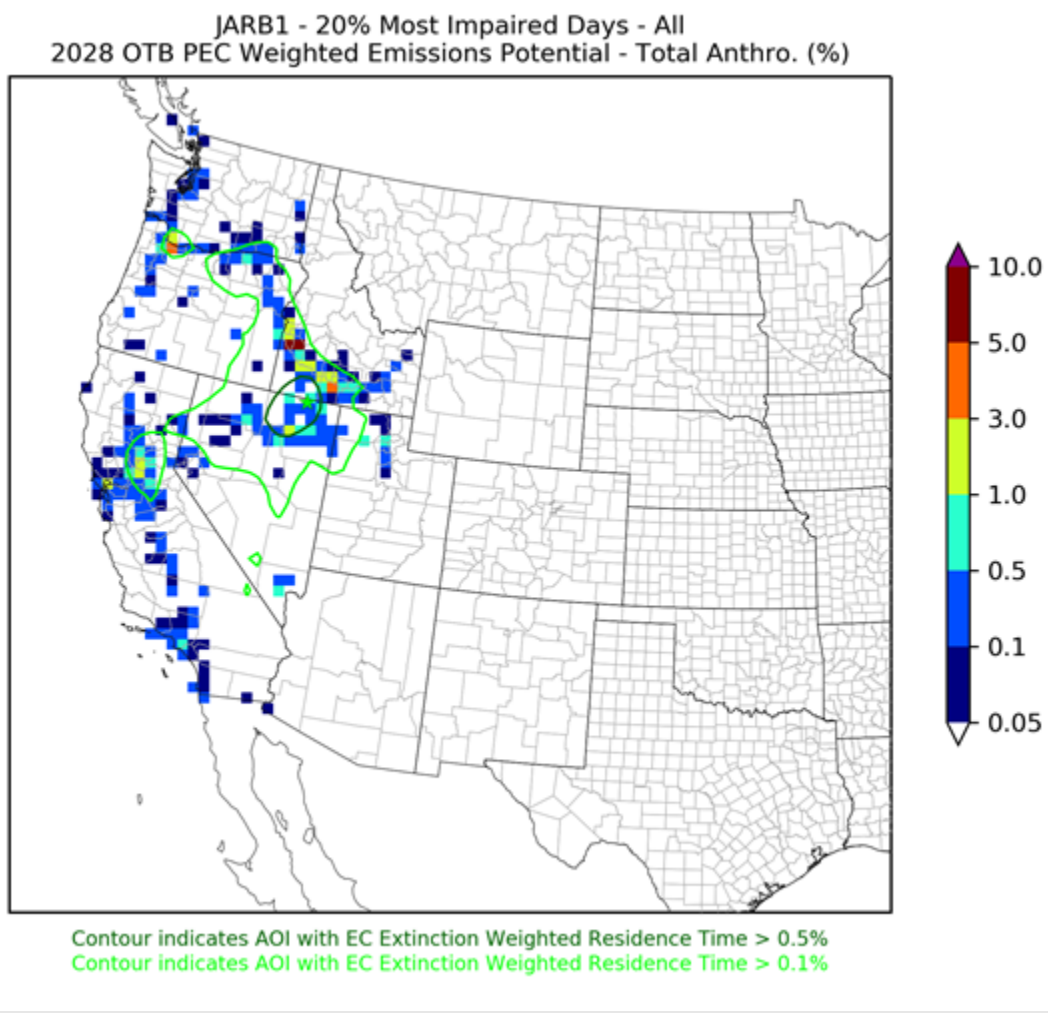 JARB1 - 20% Most Impaired Days - All
2028 OTB PEC Weighted Emissions Potential - Total Anthro. (%)
10.0
5.0
3.0
1.0
0.5
0.1
0.05
Contour indicates AOI with EC Extinction Weighted Residence Time > 0.5%
Contour indicates AOI with EC Extinction Weighted Residence Time > 0.1%